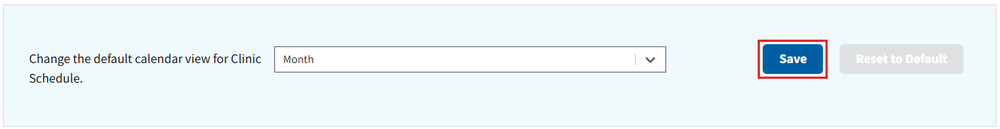 Change the default calendar view for Clinic
Schedule.
Month
Save
Reset to Default